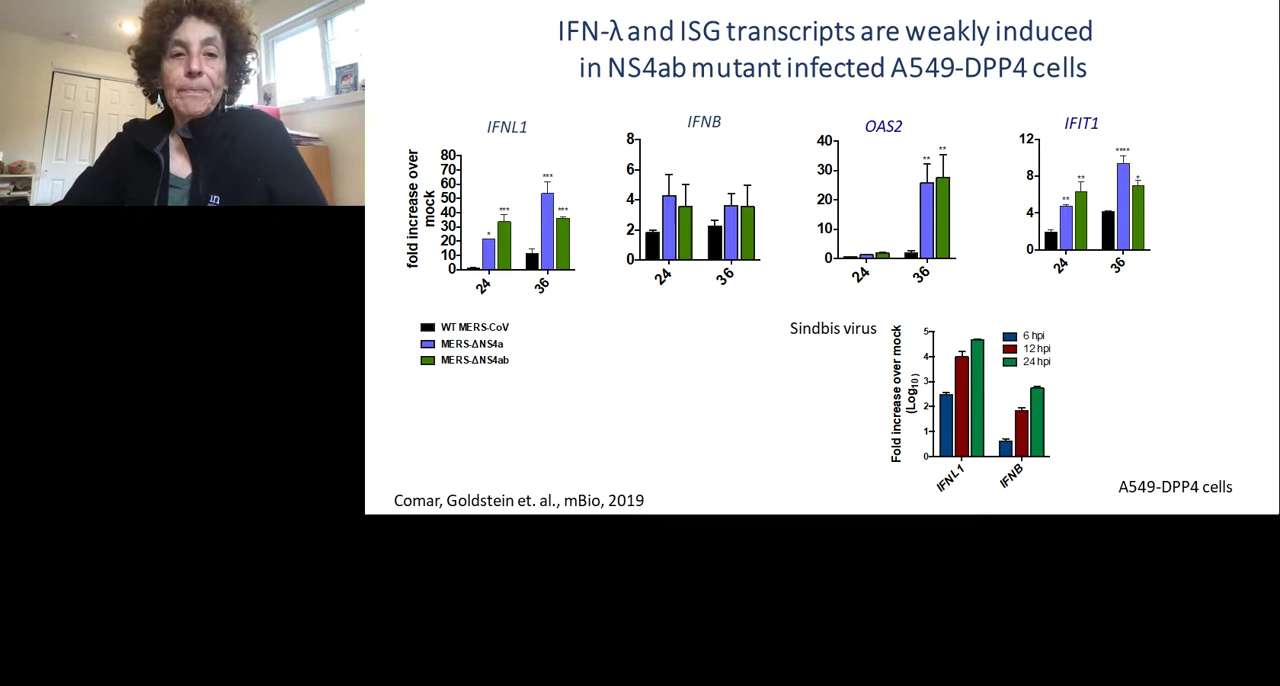 IFN-λ and ISG transcripts are weakly induced
in NS4ab mutant infected A549-DPP4 cells
IFNL1
IFNB
OAS2
IFIT1
fold increase over
mock
80
70
60
50
40
30
20
10
0
* *** *** ***
24 36
8
6
4
2
0
24 36
40
30
20
10
0
** **
24 36
12
8
4
0
** ** **** *
24 36
WT MERS-CoV
MERS-ΔNS4a
MERS-ΔNS4ab
Sindbis virus
Fold increase over mock
(Log10)
5
4
3
2
1
0
6 hpi
12 hpi
24 hpi
IFNL1 IFNB
A549-DPP4 cells
Comar, Goldstein et. al., mBio, 2019